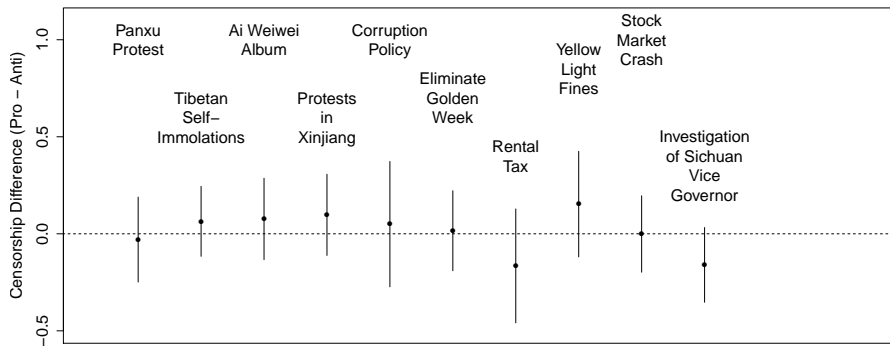 Censorship Difference (Pro − Anti)
1.0
0.5
0.0
−0.5
Panxu
Protest
Tibetan
Self−
Immolations
Ai Weiwei
Album
Protests
in
Xinjiang
Corruption
Policy
Eliminate
Golden
Week
Rental
Tax
Yellow
Light
Fines
Stock
Market
Crash
Investigation
of Sichuan
Vice
Governor